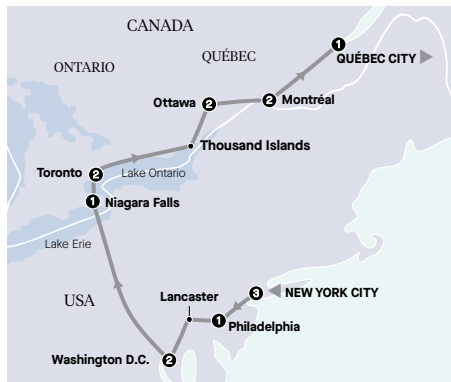 CANADA
QUÉBEC
ONTARIO
1
QUÉBEC CITY
Ottawa
2
2
Montréal
Thousand Islands
Toronto
2
Lake Ontario
1
Niagara Falls
Lake Erie
USA
Lancaster
3
NEW YORK CITY
1
Philadelphia
Washington D.C.
2